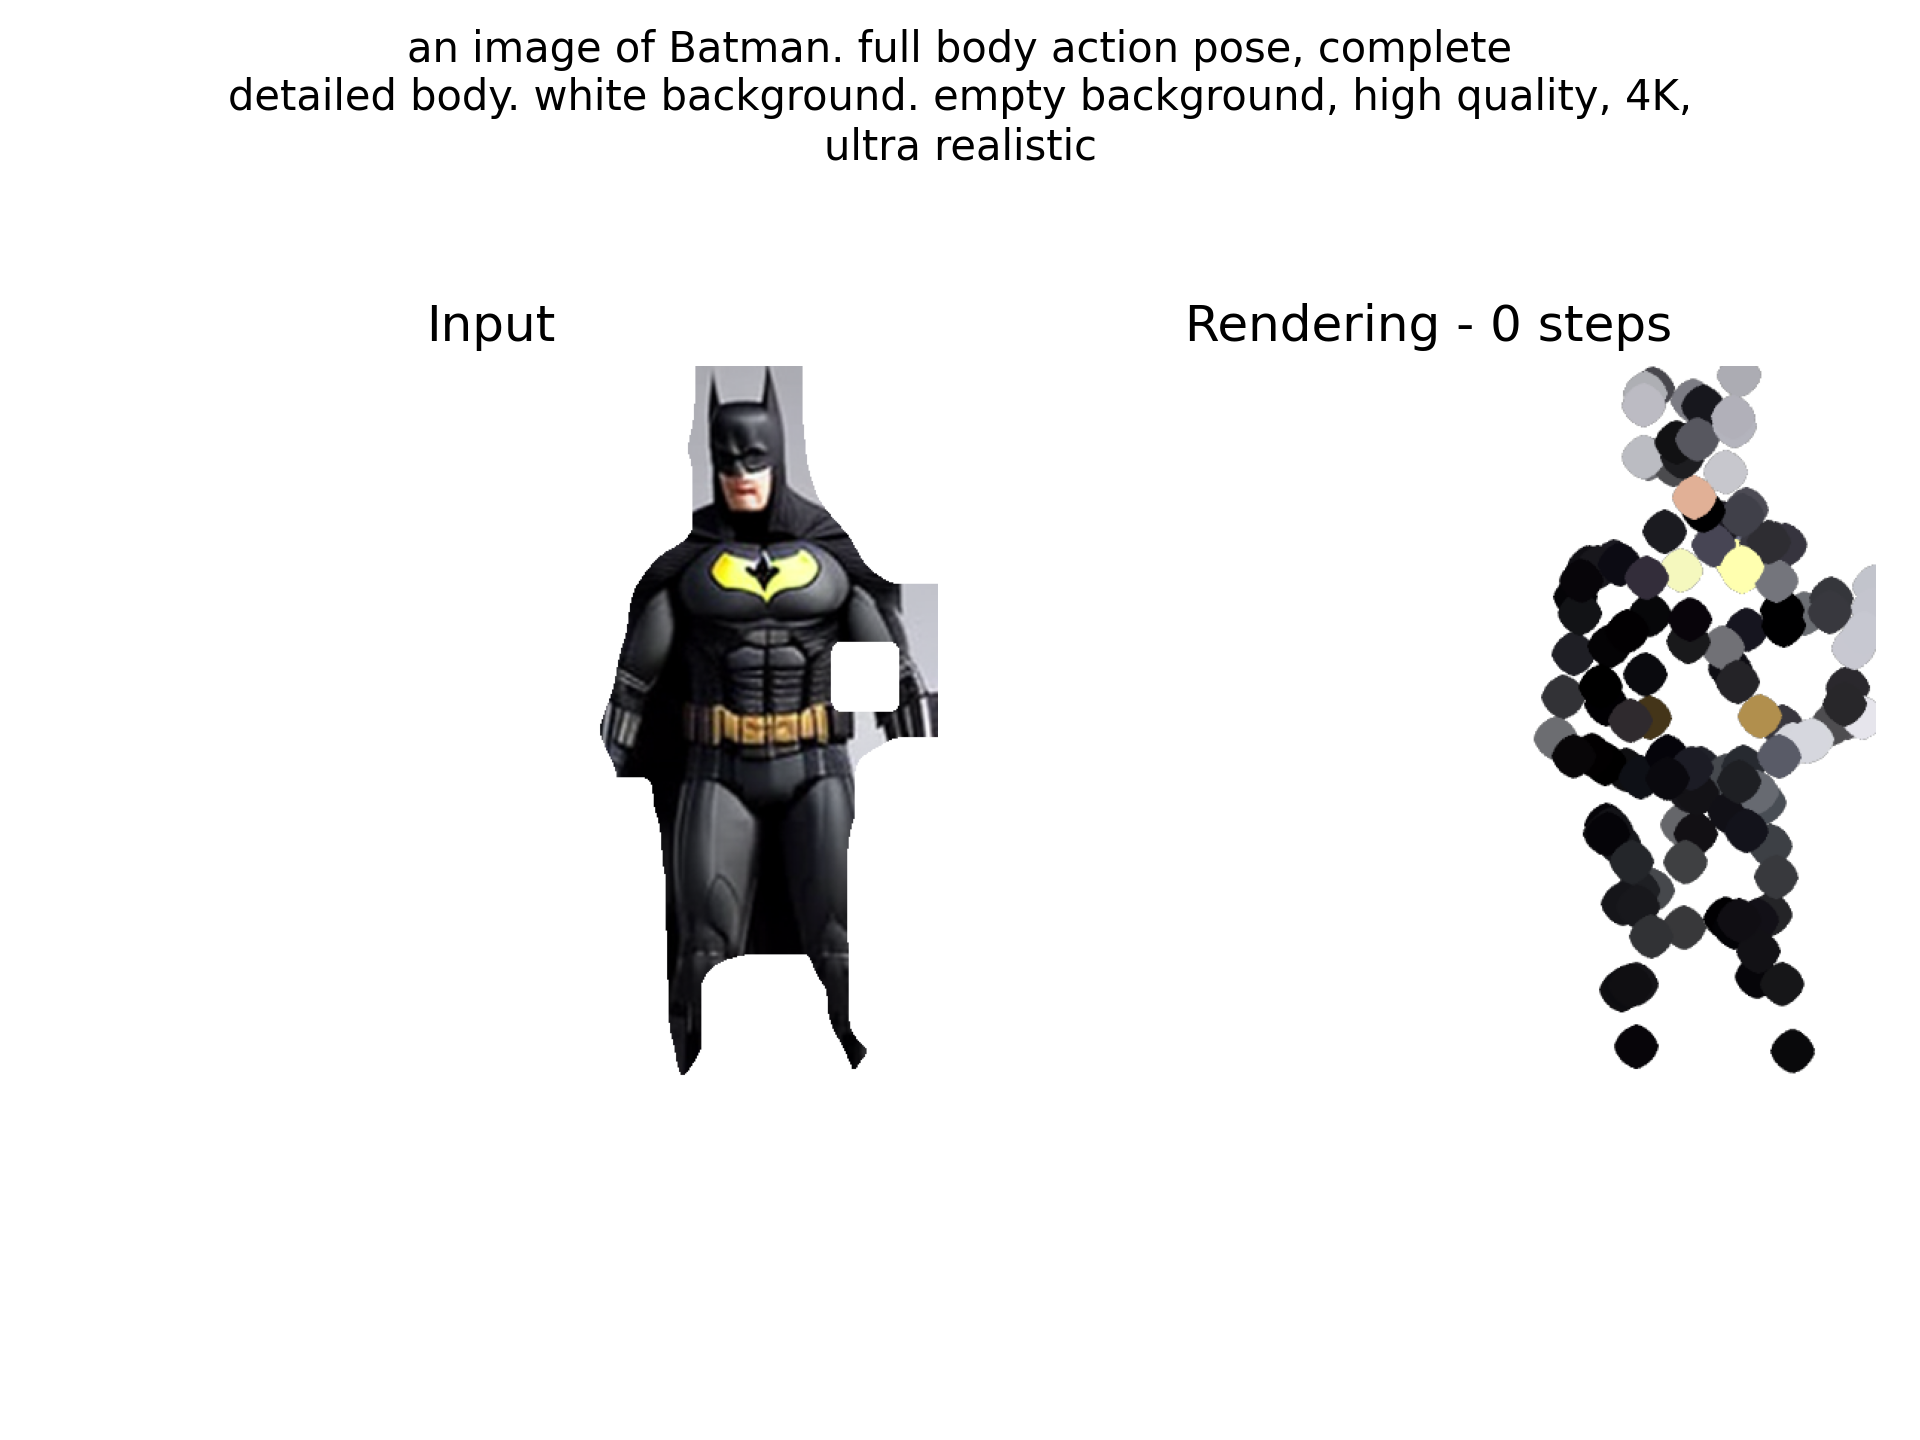 an image of Batman. full body action pose, complete
detailed body. white background. empty background, high quality, 4K,
ultra realistic
Input
Rendering - 0 steps